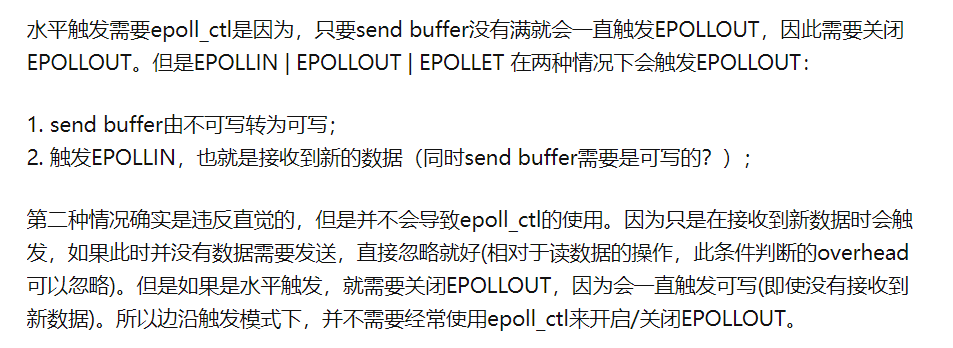 水平触发需要epoll_ctl是因为，只要send buffer没有满就会一直触发EPOLLOUT，因此需要关闭
EPOLLOUT。但是EPOLLIN | EPOLLOUT | EPOLLET 在两种情况下会触发EPOLLOUT：
1. send buffer由不可写转为可写；
2. 触发EPOLLIN，也就是接收到新的数据（同时send buffer需要是可写的？）；
第二种情况确实是违反直觉的，但是并不会导致epoll_ctl的使用。因为只是在接收到新数据时会触
发，如果此时并没有数据需要发送，直接忽略就好(相对于读数据的操作，此条件判断的overhead
可以忽略)。但是如果是水平触发，就需要关闭EPOLLOUT，因为会一直触发可写(即使没有接收到
新数据)。所以边沿触发模式下，并不需要经常使用epoll_ctl来开启/关闭EPOLLOUT。